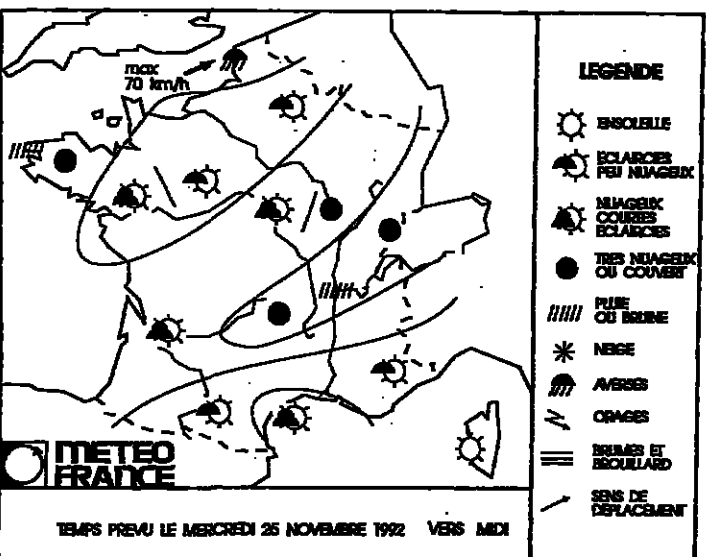 max
70 km/h
METEO
FRANCE
TEMPS PREVU LE MERCREDI 25 NOVEMBRE 1992 VERS MIDI
LEGENDE
ENSOLEILLE
ECLAIRCIES
PEU NUAGEUX
NUAGEUX
COURTES
ECLAIRCIES
TRES NUAGEUX
OU COUVERT
PLUIE
OU BRUINE
NEIGE
AVERSES
ORAGES
BRUMES ET
BROUILLARD
SENS DE
DEPLACEMENT